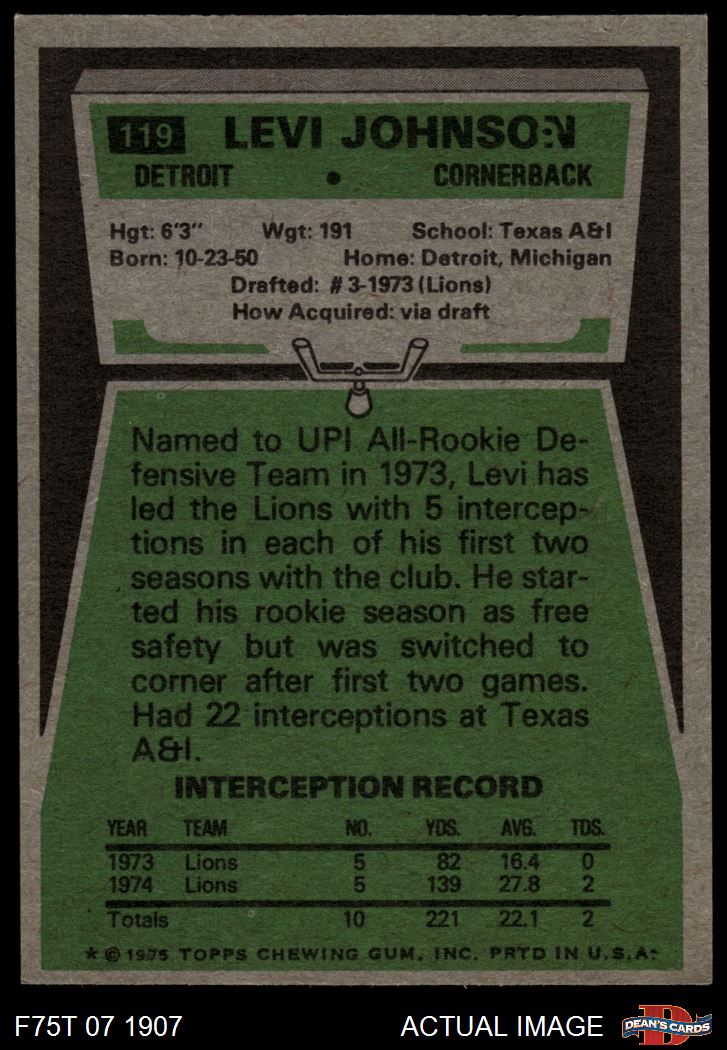 119 LEVI JOHNSON
DETROIT • CORNERBACK
Hgt: 6'3" Wgt: 191 School: Texas A&I
Born: 10-23-50 Home: Detroit, Michigan
Drafted: # 3-1973 (Lions)
How Acquired: via draft
Named to UPI All-Rookie De-
fensive Team in 1973, Levi has
led the Lions with 5 intercep-
tions in each of his first two
seasons with the club. He star-
ted his rookie season as free
safety but was switched to
corner after first two games.
Had 22 interceptions at Texas
A&I.
INTERCEPTION RECORD
YEAR TEAM NO. YDS. AVG. TDS.
1973 Lions 5 82 16.4 0
1974 Lions 5 139 27.8 2
Totals 10 221 22.1 2
* © 1975 TOPPS CHEWING GUM, INC. PRTD IN U.S.A.
F75T 07 1907 ACTUAL IMAGE D DEAN'S CARDS